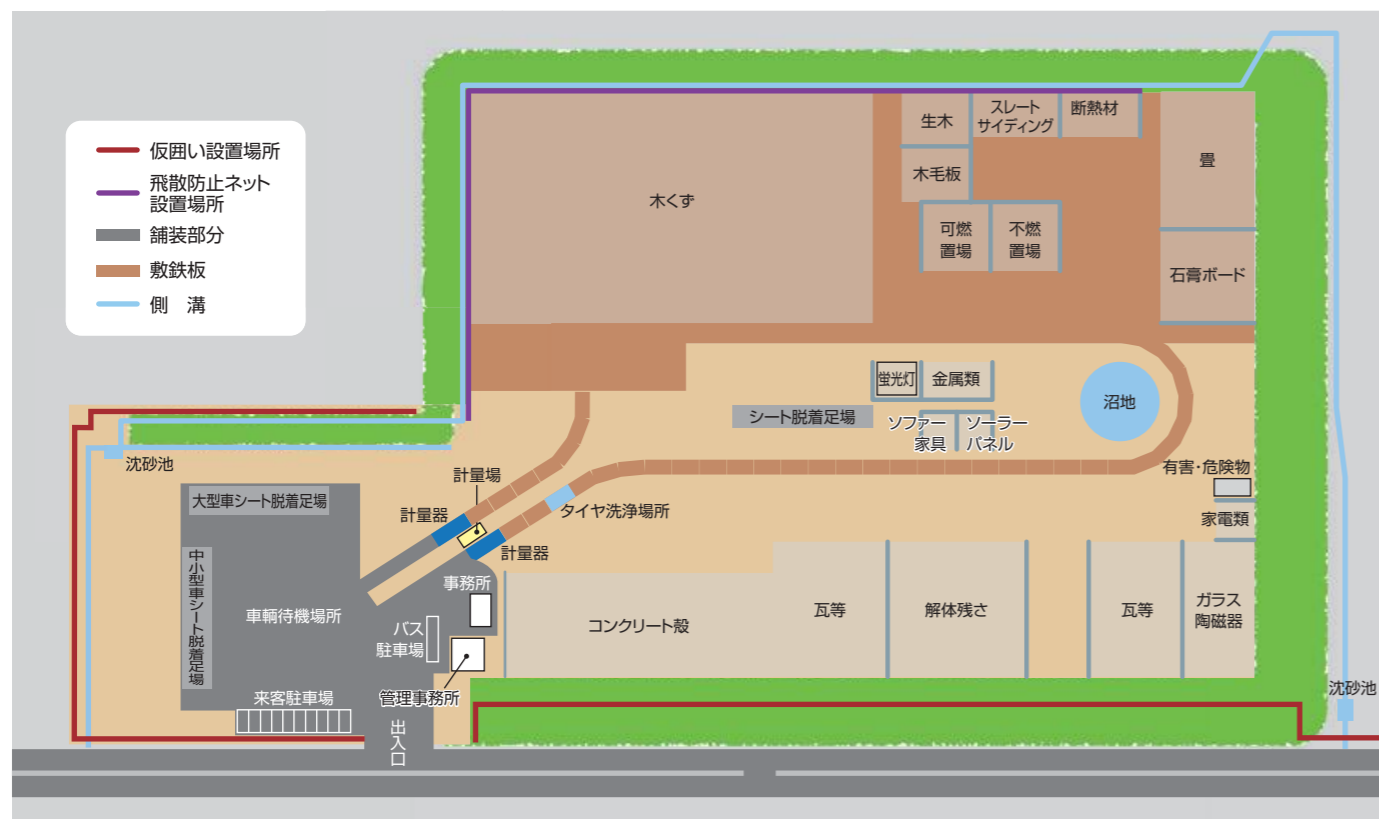 仮囲い設置場所
飛散防止ネット
設置場所
舗装部分
敷鉄板
側　溝
木くず
生木
スレート
サイディング
断熱材
木毛板
畳
可燃
置場
不燃
置場
石膏ボード
蛍光灯
金属類
沼地
シート脱着足場
ソファー
家具
ソーラー
パネル
沈砂池
計量場
有害・危険物
大型車シート脱着足場
計量器
タイヤ洗浄場所
家電類
計量器
中小型車シート脱着足場
事務所
車輌待機場所
バス
駐車場
コンクリート殻
瓦等
解体残さ
瓦等
ガラス
陶磁器
来客駐車場
管理事務所
沈砂池
出入口